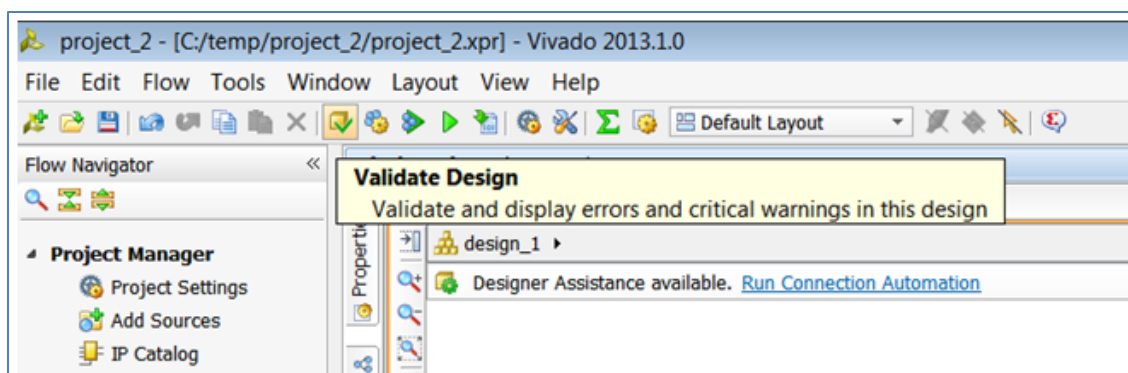 project_2 - [C:/temp/project_2/project_2.xpr] - Vivado 2013.1.0
File Edit Flow Tools Window Layout View Help
Default Layout
Flow Navigator
Validate Design
Validate and display errors and critical warnings in this design
Project Manager
Project Settings
Add Sources
IP Catalog
design_1
Designer Assistance available. Run Connection Automation